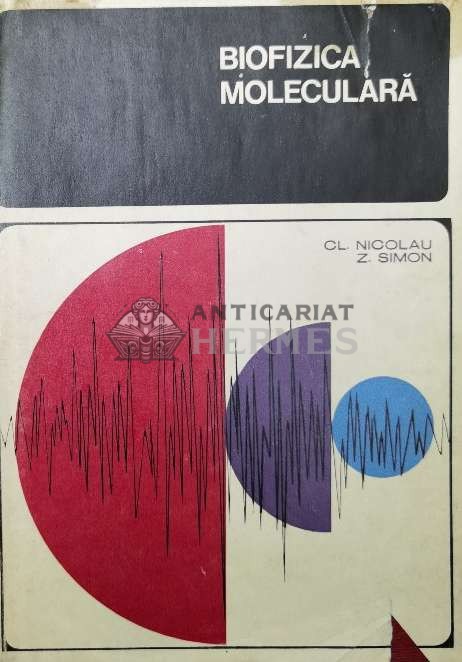 BIOFIZICA
MOLECULARĂ
CL. NICOLAU
Z. SIMON
ANTICARIAT
HERMES